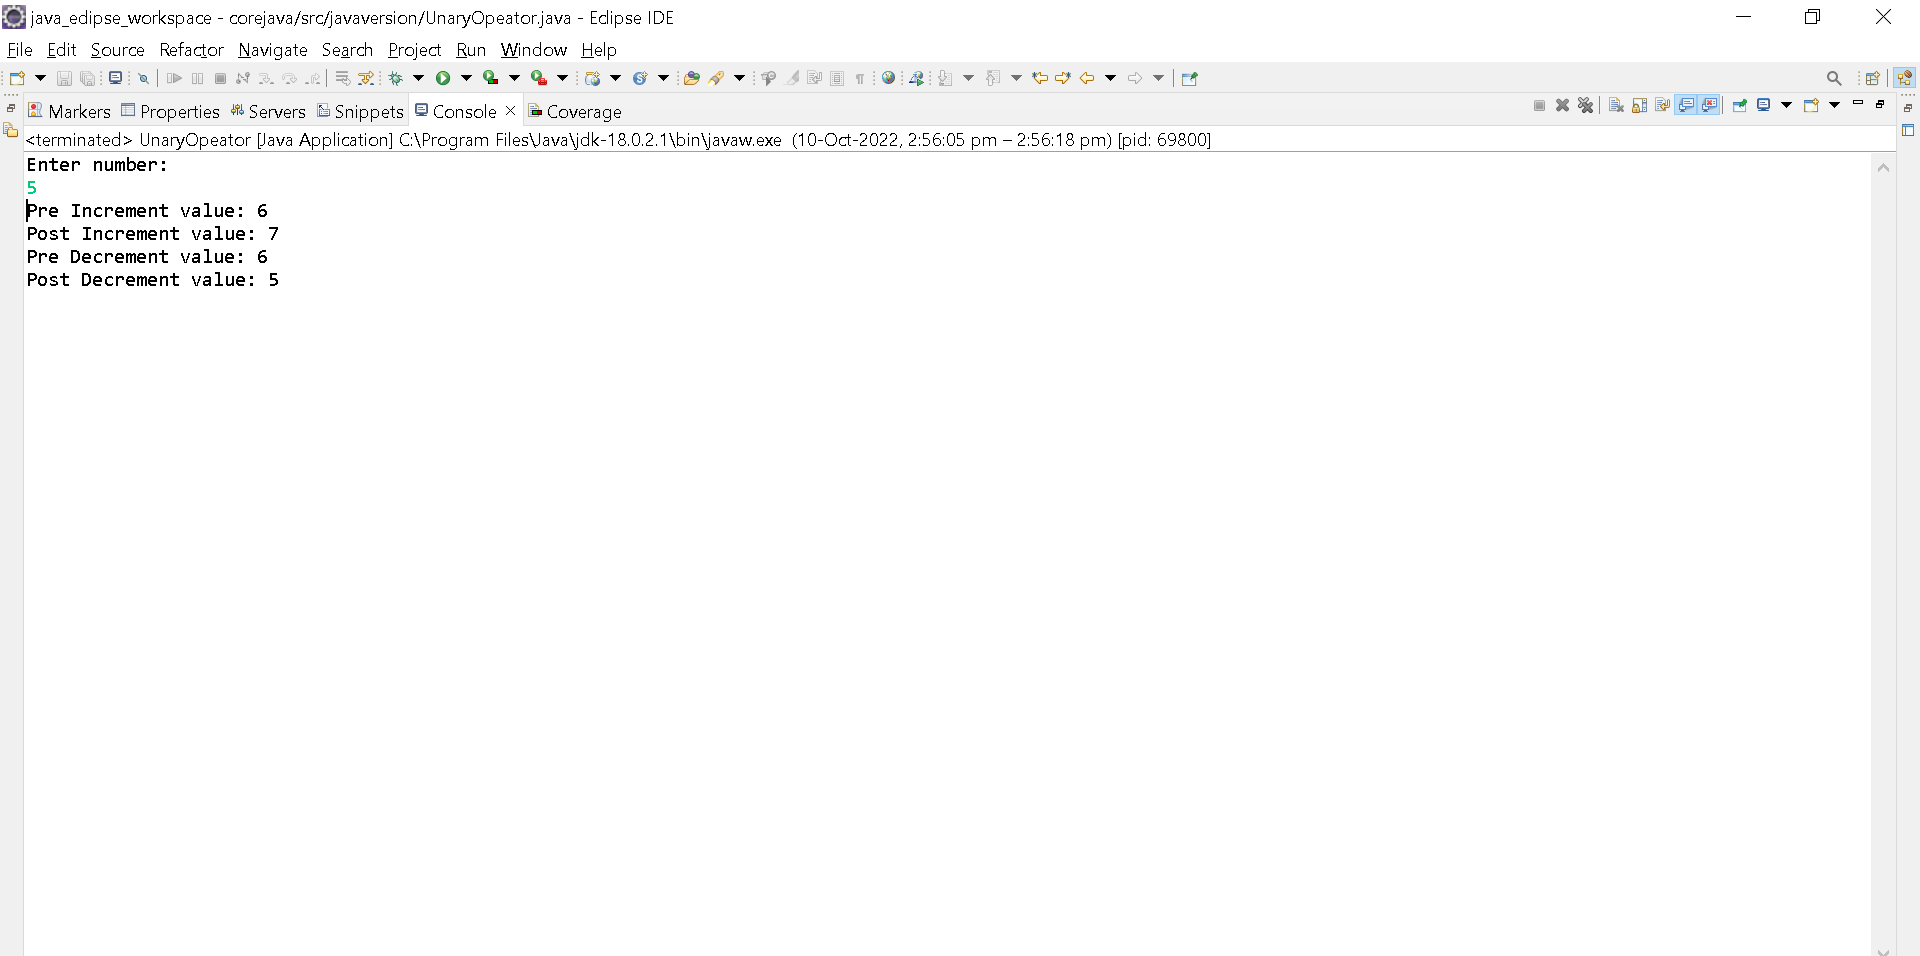 java_eclipse_workspace - corejava/src/javaversion/UnaryOpeator.java - Eclipse IDE
File Edit Source Refactor Navigate Search Project Run Window Help
Markers Properties Servers Snippets Console Coverage
<terminated> UnaryOpeator [Java Application] C:\Program Files\Java\jdk-18.0.2.1\bin\javaw.exe (10-Oct-2022, 2:56:05 pm – 2:56:18 pm) [pid: 69800]
Enter number:
5
Pre Increment value: 6
Post Increment value: 7
Pre Decrement value: 6
Post Decrement value: 5